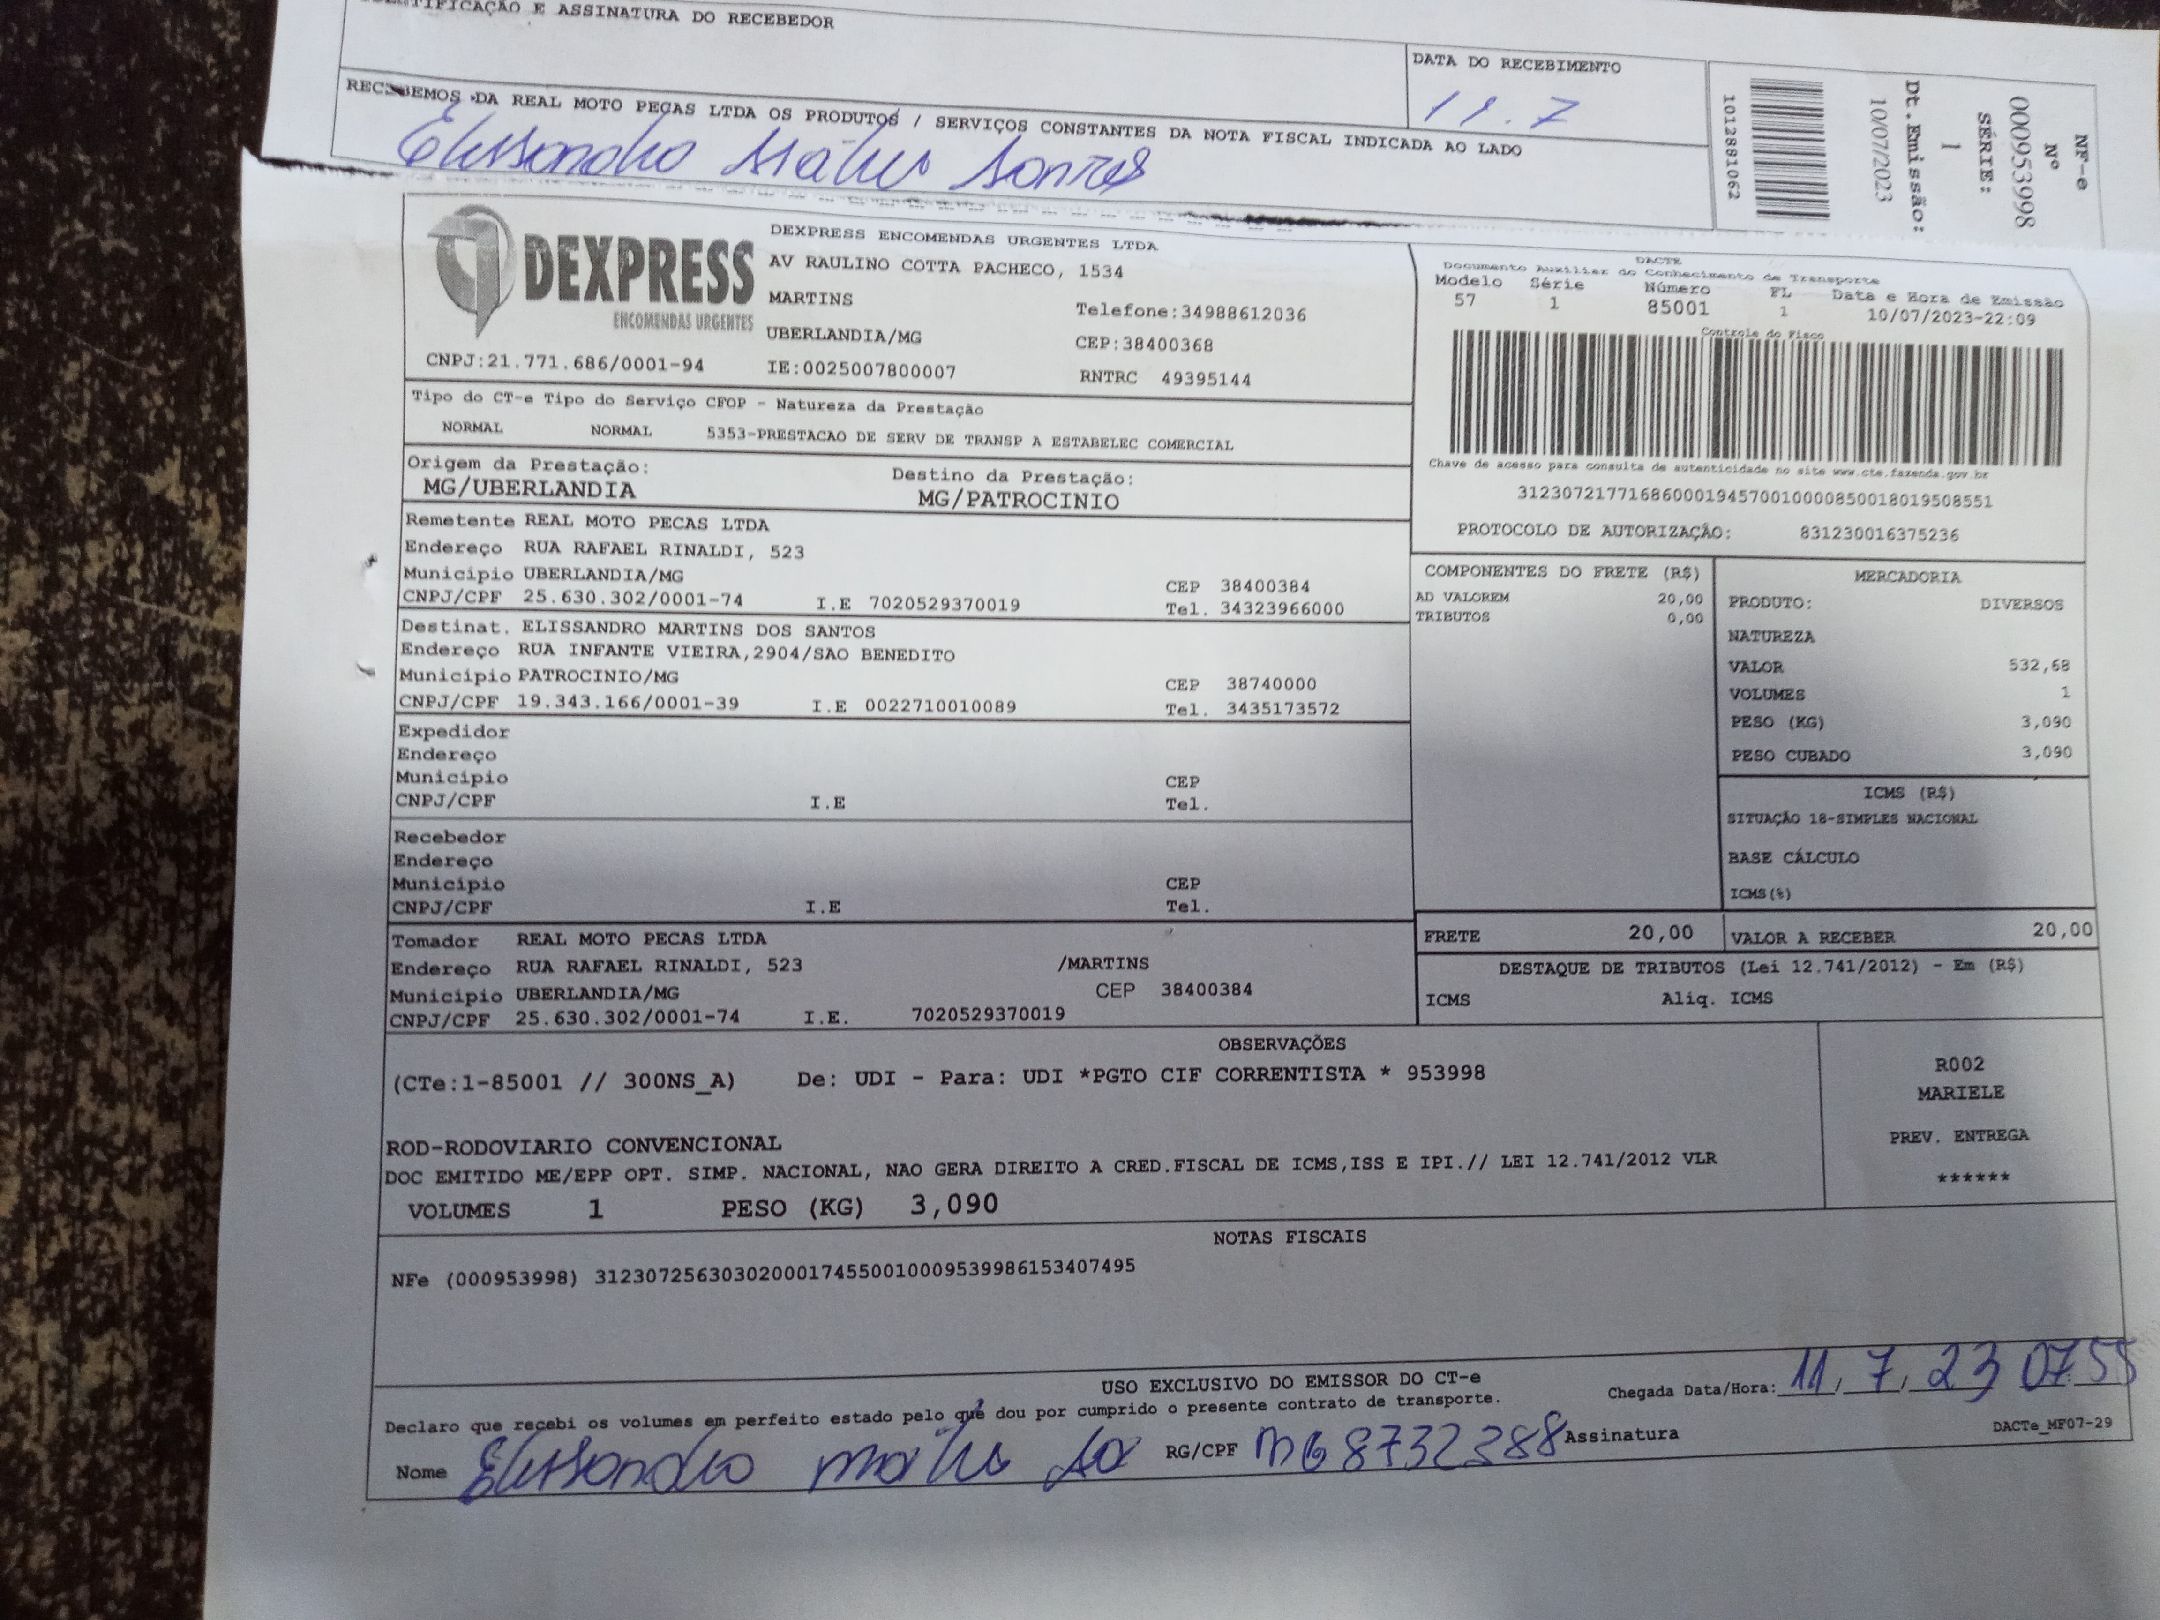 IDENTIFICAÇÃO E ASSINATURA DO RECEBEDOR
DATA DO RECEBIMENTO
11.7
RECEBEMOS DA REAL MOTO PEÇAS LTDA OS PRODUTOS / SERVIÇOS CONSTANTES DA NOTA FISCAL INDICADA AO LADO
Elissandro
NF-e
Nº
000953998
SÉRIE:
1
Dt.Emissão:
10/07/2023
1012881062
DEXPRESS
ENCOMENDAS URGENTES
CNPJ:21.771.686/0001-94
DEXPRESS ENCOMENDAS URGENTES LTDA
AV RAULINO COTTA PACHECO, 1534
MARTINS
Telefone:34988612036
UBERLANDIA/MG
CEP:38400368
IE:0025007800007
RNTRC 49395144
DACTE
Documento Auxiliar do Conhecimento de Transporte
Modelo Série Número FL Data e Hora de Emissão
57 1 85001 1 10/07/2023-22:09
Controle do Fisco
Chave de acesso para consulta de autenticidade no site www.cte.fazenda.gov.br
31230721771686000194570010000850018019508551
PROTOCOLO DE AUTORIZAÇÃO: 831230016375236
Tipo do CT-e Tipo do Serviço CFOP - Natureza da Prestação
NORMAL NORMAL 5353-PRESTACAO DE SERV DE TRANSP A ESTABELEC COMERCIAL
Origem da Prestação: Destino da Prestação:
MG/UBERLANDIA MG/PATROCINIO
Remetente REAL MOTO PECAS LTDA
Endereço RUA RAFAEL RINALDI, 523
Município UBERLANDIA/MG CEP 38400384
CNPJ/CPF 25.630.302/0001-74 I.E 7020529370019 Tel. 34323966000
Destinat. ELISSANDRO MARTINS DOS SANTOS
Endereço RUA INFANTE VIEIRA,2904/SAO BENEDITO
Município PATROCINIO/MG CEP 38740000
CNPJ/CPF 19.343.166/0001-39 I.E 0022710010089 Tel. 3435173572
Expedidor
Endereço
Município CEP
CNPJ/CPF I.E Tel.
Recebedor
Endereço
Município CEP
CNPJ/CPF I.E Tel.
Tomador REAL MOTO PECAS LTDA
Endereço RUA RAFAEL RINALDI, 523 /MARTINS
Município UBERLANDIA/MG CEP 38400384
CNPJ/CPF 25.630.302/0001-74 I.E. 7020529370019
COMPONENTES DO FRETE (R$)
AD VALOREM 20,00
TRIBUTOS 0,00
MERCADORIA
PRODUTO: DIVERSOS
NATUREZA
VALOR 532,68
VOLUMES 1
PESO (KG) 3,090
PESO CUBADO 3,090
ICMS (R$)
SITUAÇÃO 18-SIMPLES NACIONAL
BASE CÁLCULO
ICMS(%)
FRETE 20,00 VALOR A RECEBER 20,00
DESTAQUE DE TRIBUTOS (Lei 12.741/2012) - Em (R$)
ICMS Aliq. ICMS
OBSERVAÇÕES
(CTe:1-85001 // 300NS_A) De: UDI - Para: UDI *PGTO CIF CORRENTISTA * 953998
ROD-RODOVIARIO CONVENCIONAL
DOC EMITIDO ME/EPP OPT. SIMP. NACIONAL, NAO GERA DIREITO A CRED.FISCAL DE ICMS,ISS E IPI.// LEI 12.741/2012 VLR
R002
MARIELE
PREV. ENTREGA
******
VOLUMES 1 PESO (KG) 3,090
NOTAS FISCAIS
NFe (000953998) 31230725630302000174550010009539986153407495
USO EXCLUSIVO DO EMISSOR DO CT-e
Chegada Data/Hora: 11, 7, 23 0755
Declaro que recebi os volumes em perfeito estado pelo quê dou por cumprido o presente contrato de transporte.
DACTe_MF07-29
Nome Elissandro RG/CPF MG8732388 Assinatura